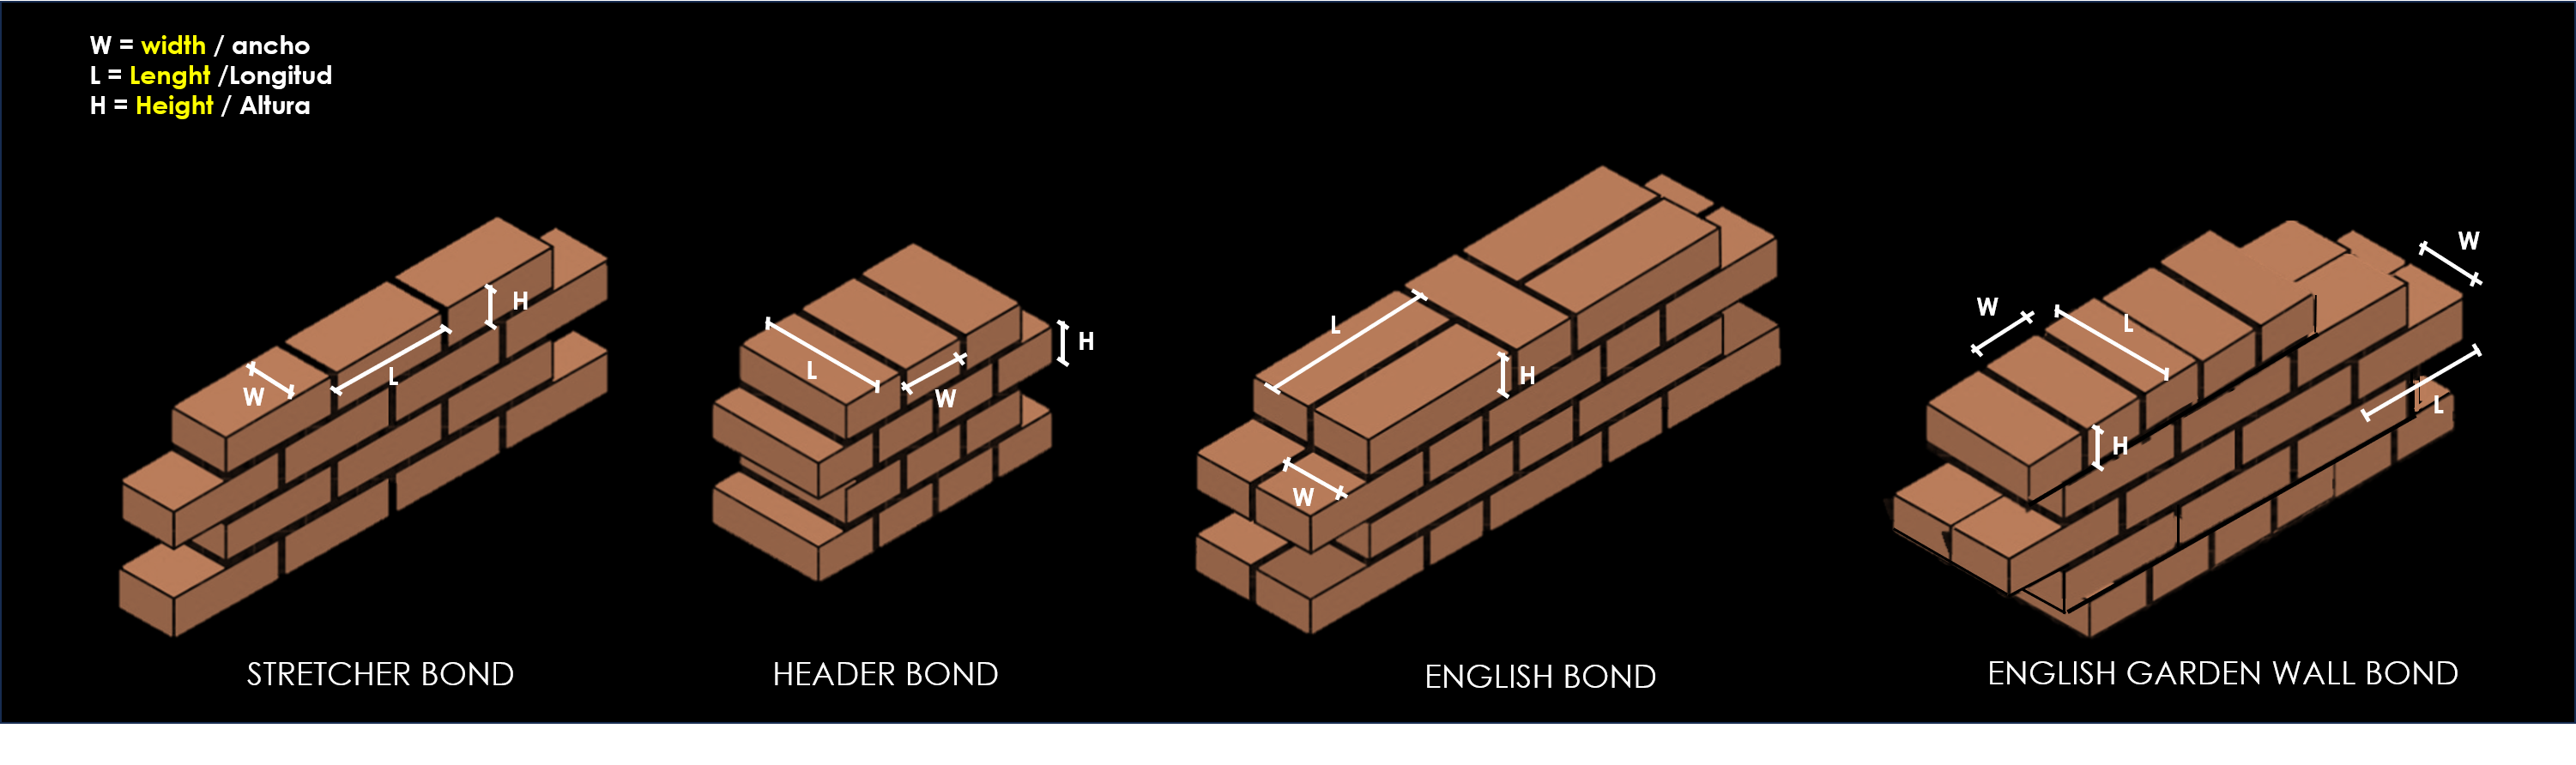 W = width / ancho
L = Lenght /Longitud
H = Height / Altura
W
L
H
STRETCHER BOND
L
W
H
HEADER BOND
L
H
W
ENGLISH BOND
W
L
W
H
L
ENGLISH GARDEN WALL BOND